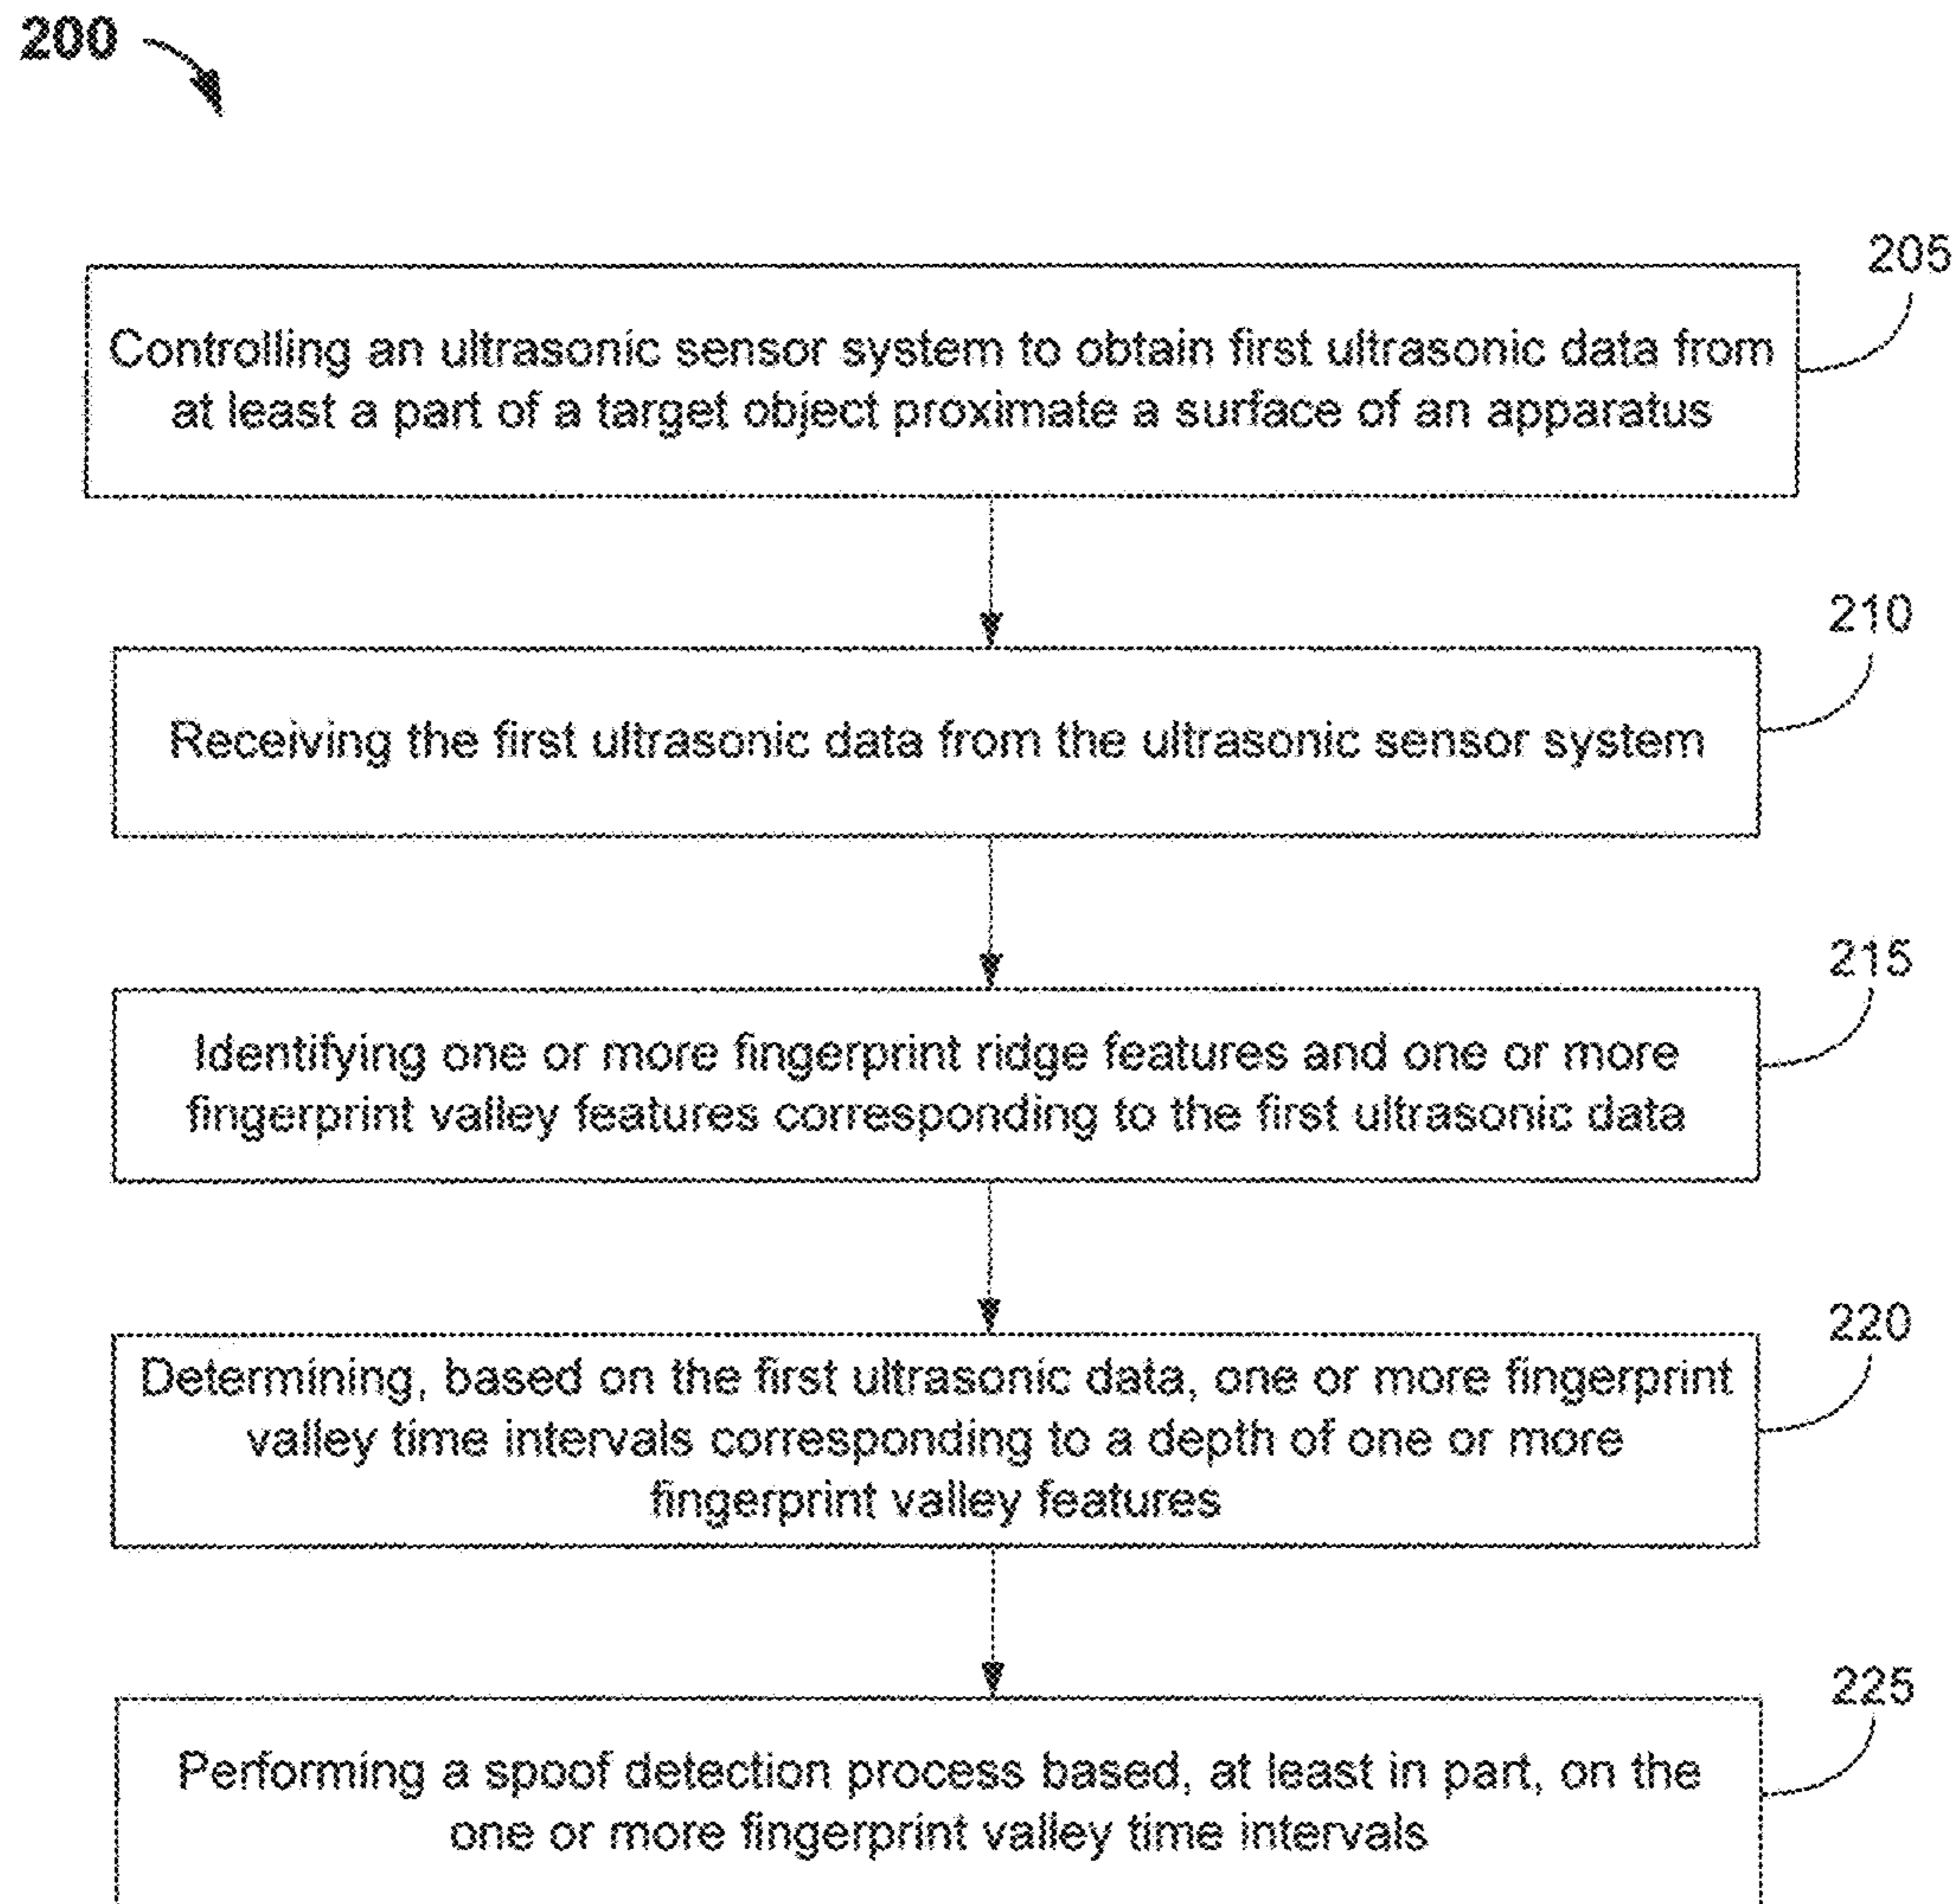 200
205
Controlling an ultrasonic sensor system to obtain first ultrasonic data from
at least a part of a target object proximate a surface of an apparatus
210
Receiving the first ultrasonic data from the ultrasonic sensor system
215
Identifying one or more fingerprint ridge features and one or more
fingerprint valley features corresponding to the first ultrasonic data
220
Determining, based on the first ultrasonic data, one or more fingerprint
valley time intervals corresponding to a depth of one or more
fingerprint valley features
225
Performing a spoof detection process based, at least in part, on the
one or more fingerprint valley time intervals